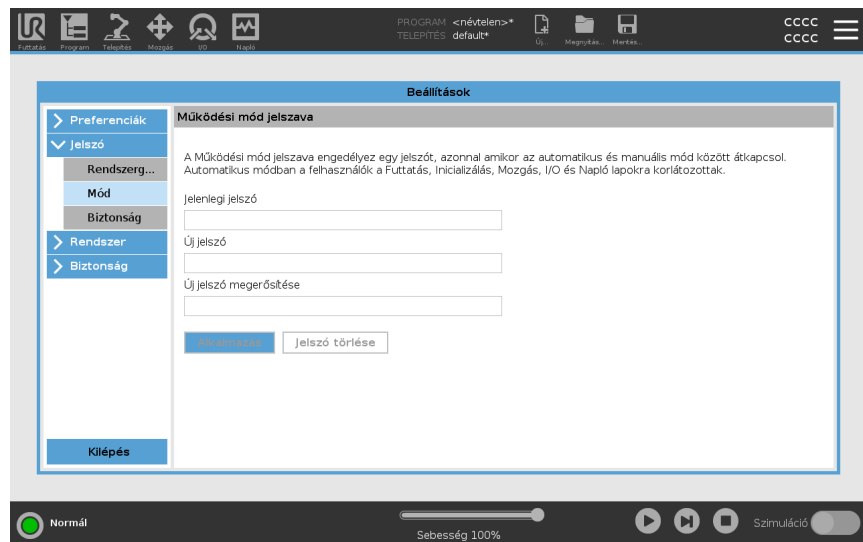 UR
PROGRAM <névtelen>*
TELEPÍTÉS default*
CCCC
CCCC
Futtatás Program Telepítés Mozgás I/O Napló Új... Megnyitás... Mentés...
Beállítások
Preferenciák
Működési mód jelszava
Jelszó
A Működési mód jelszava engedélyez egy jelszót, azonnal amikor az automatikus és manuális mód között átkapcsol.
Automatikus módban a felhasználók a Futtatás, Inicializálás, Mozgás, I/O és Napló lapokra korlátozottak.
Rendszerg...
Mód
Jelenlegi jelszó
Biztonság
Rendszer
Új jelszó
Biztonság
Új jelszó megerősítése
Alkalmazás Jelszó törlése
Kilépés
Normál
Sebesség 100%
Szimuláció